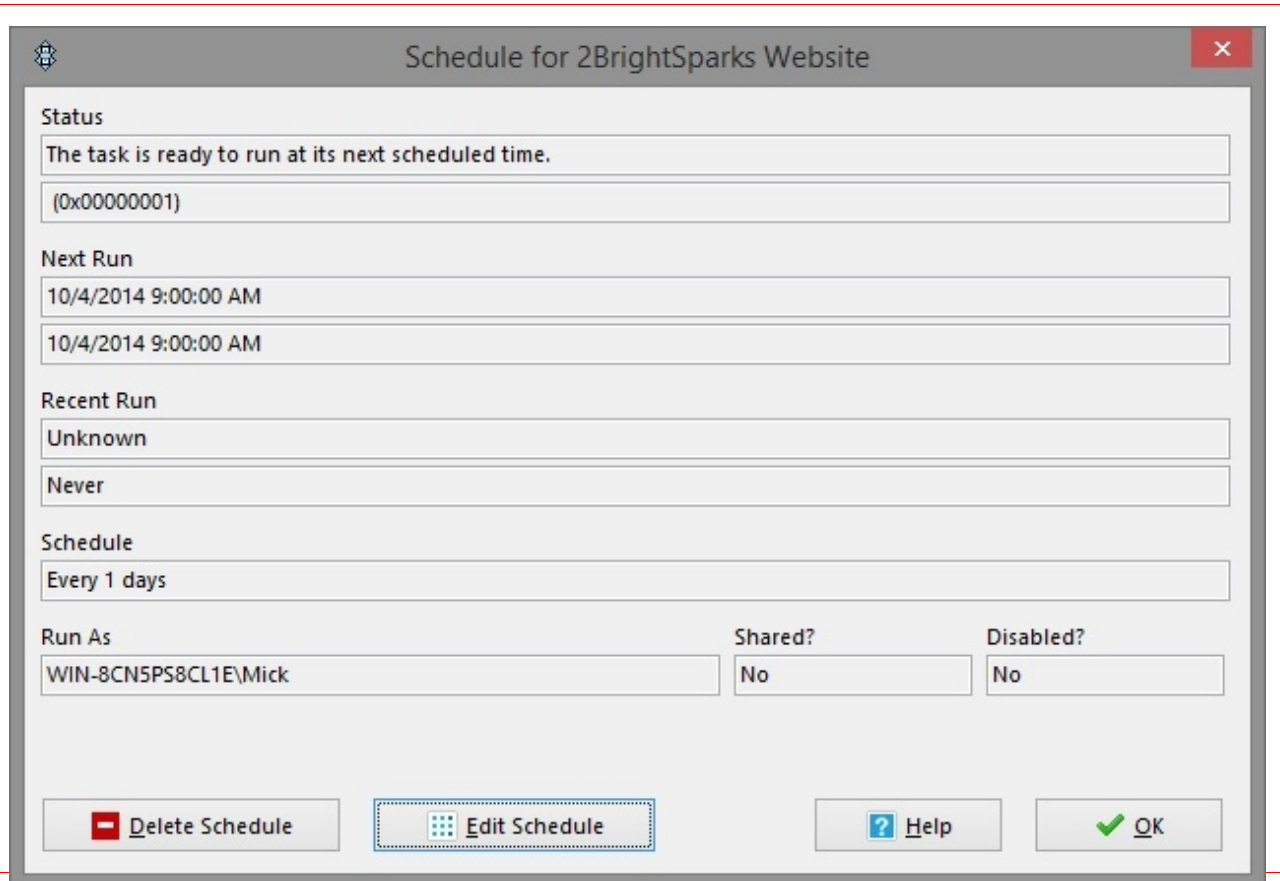 Schedule for 2BrightSparks Website
Status
The task is ready to run at its next scheduled time.
(0x00000001)
Next Run
10/4/2014 9:00:00 AM
10/4/2014 9:00:00 AM
Recent Run
Unknown
Never
Schedule
Every 1 days
Run As Shared? Disabled?
WIN-8CN5PS8CL1E\Mick No No
Delete Schedule Edit Schedule Help OK